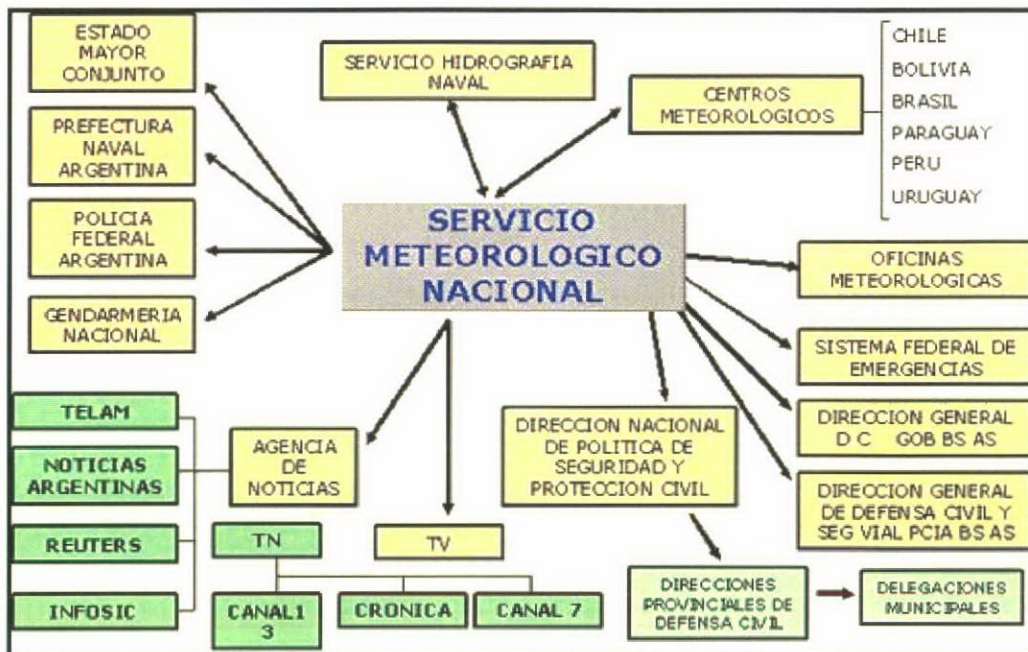 ESTADO
MAYOR
CONJUNTO
PREFECTURA
NAVAL
ARGENTINA
POLICIA
FEDERAL
ARGENTINA
GENDARMERIA
NACIONAL
SERVICIO HIDROGRAFIA
NAVAL
CENTROS
METEOROLOGICOS
CHILE
BOLIVIA
BRASIL
PARAGUAY
PERU
URUGUAY
SERVICIO
METEOROLOGICO
NACIONAL
OFICINAS
METEOROLOGICAS
SISTEMA FEDERAL DE
EMERGENCIAS
DIRECCION GENERAL
D C GOB BS AS
DIRECCION GENERAL
DE DEFENSA CIVIL Y
SEG VIAL PCIA BS AS
DIRECCION NACIONAL
DE POLITICA DE
SEGURIDAD Y
PROTECCION CIVIL
DIRECCIONES
PROVINCIALES DE
DEFENSA CIVIL
DELEGACIONES
MUNICIPALES
AGENCIA
DE
NOTICIAS
TELAM
NOTICIAS
ARGENTINAS
REUTERS
INFOSIC
TV
TN
CANAL1
3
CRONICA
CANAL 7